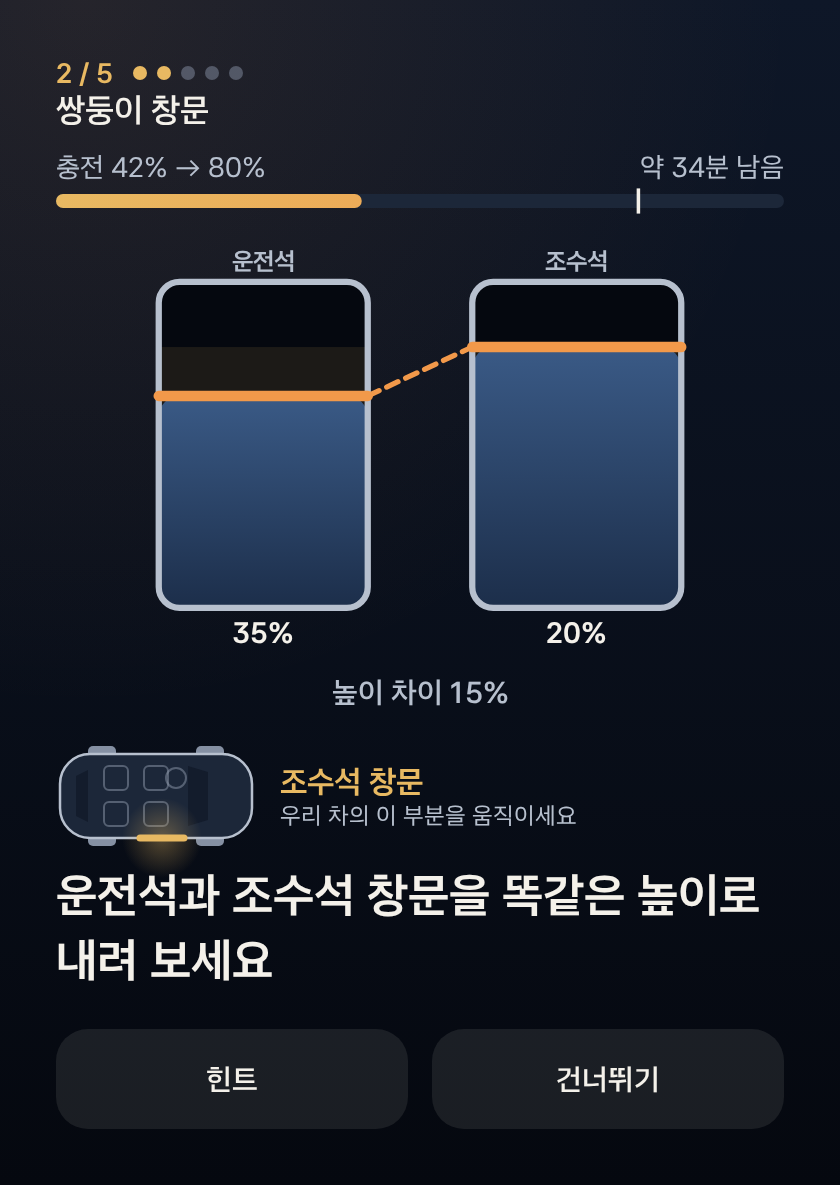 2 / 5
쌍둥이 창문
충전 42% → 80%
약 34분 남음
운전석
조수석
35%
20%
높이 차이 15%
조수석 창문
우리 차의 이 부분을 움직이세요
운전석과 조수석 창문을 똑같은 높이로
내려 보세요
힌트
건너뛰기